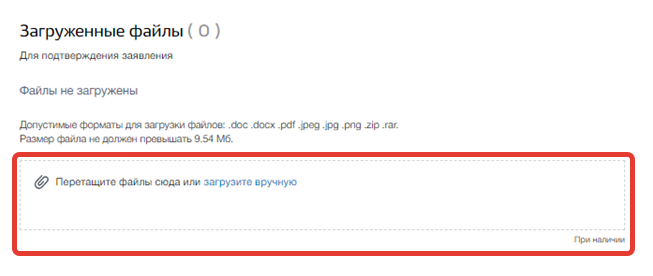 Загруженные файлы ( 0 )
Для подтверждения заявления
Файлы не загружены
Допустимые форматы для загрузки файлов: .doc .docx .pdf .jpeg .jpg .png .zip .rar.
Размер файла не должен превышать 9.54 Мб.
Перетащите файлы сюда или загрузите вручную
При наличии